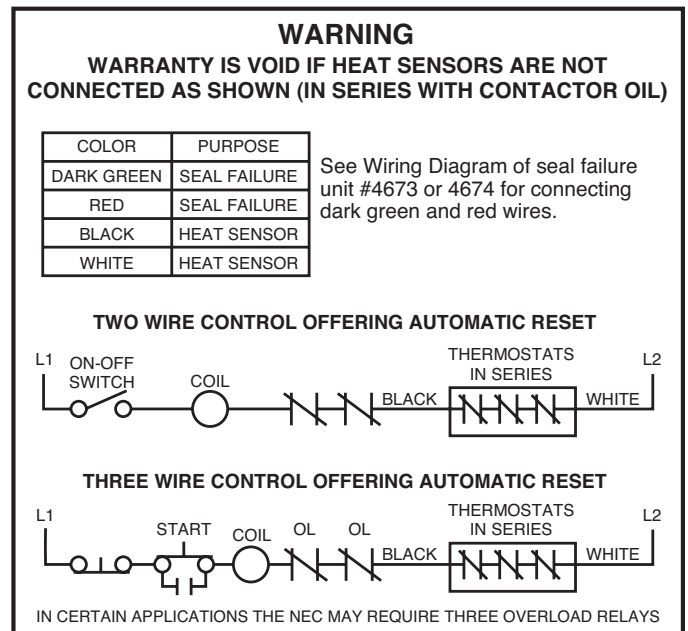 WARNING
WARRANTY IS VOID IF HEAT SENSORS ARE NOT
CONNECTED AS SHOWN (IN SERIES WITH CONTACTOR OIL)
COLOR PURPOSE
DARK GREEN SEAL FAILURE
RED SEAL FAILURE
BLACK HEAT SENSOR
WHITE HEAT SENSOR
See Wiring Diagram of seal failure
unit #4673 or 4674 for connecting
dark green and red wires.
TWO WIRE CONTROL OFFERING AUTOMATIC RESET
L1 ON-OFF
SWITCH
COIL
BLACK
THERMOSTATS
IN SERIES
WHITE
L2
THREE WIRE CONTROL OFFERING AUTOMATIC RESET
L1
START
COIL
OL
OL
BLACK
THERMOSTATS
IN SERIES
WHITE
L2
IN CERTAIN APPLICATIONS THE NEC MAY REQUIRE THREE OVERLOAD RELAYS